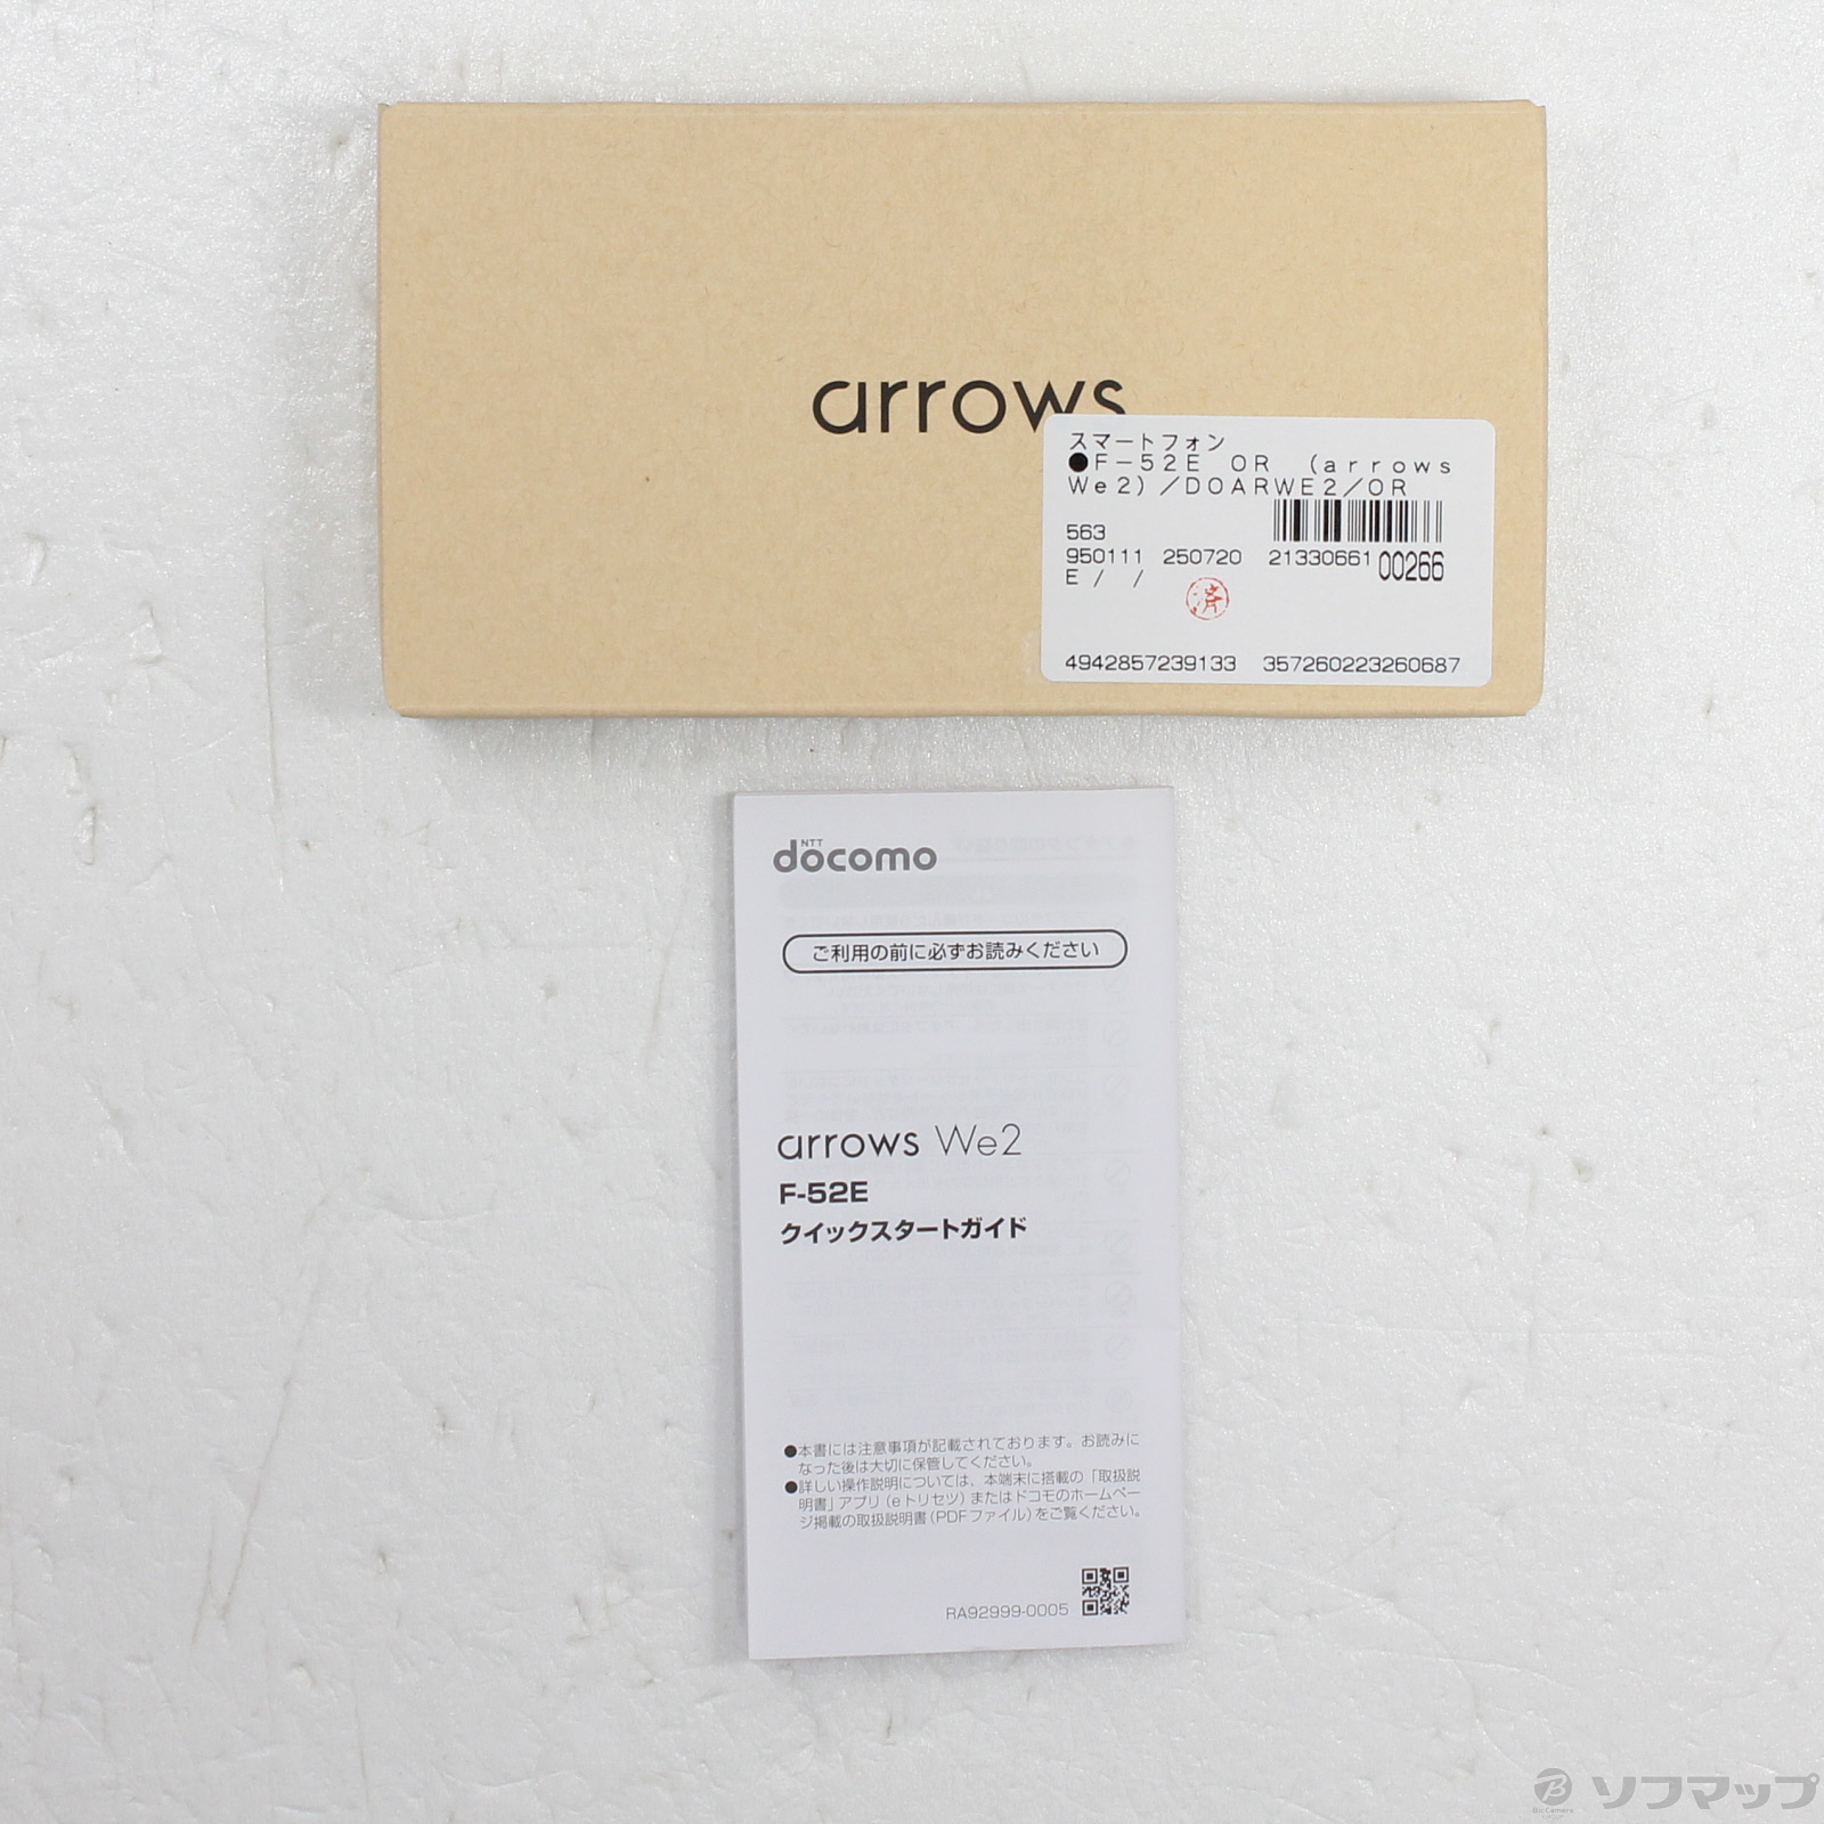 arrows
スマートフォン
●F-52E OR (arrows
We2)/DOARWE2/OR
563
950111 250720 21330661 00266
E / /
済
4942857239133 357260223260687
NTT
docomo
ご利用の前に必ずお読みください
arrows We2
F-52E
クイックスタートガイド
●本書には注意事項が記載されております。お読みに
なった後は大切に保管してください。
●詳しい操作説明については、本端末に搭載の「取扱説
明書」アプリ(eトリセツ)またはドコモのホームペー
ジ掲載の取扱説明書(PDFファイル)をご覧ください。
RA92999-0005
BicCamera
ソフマップ